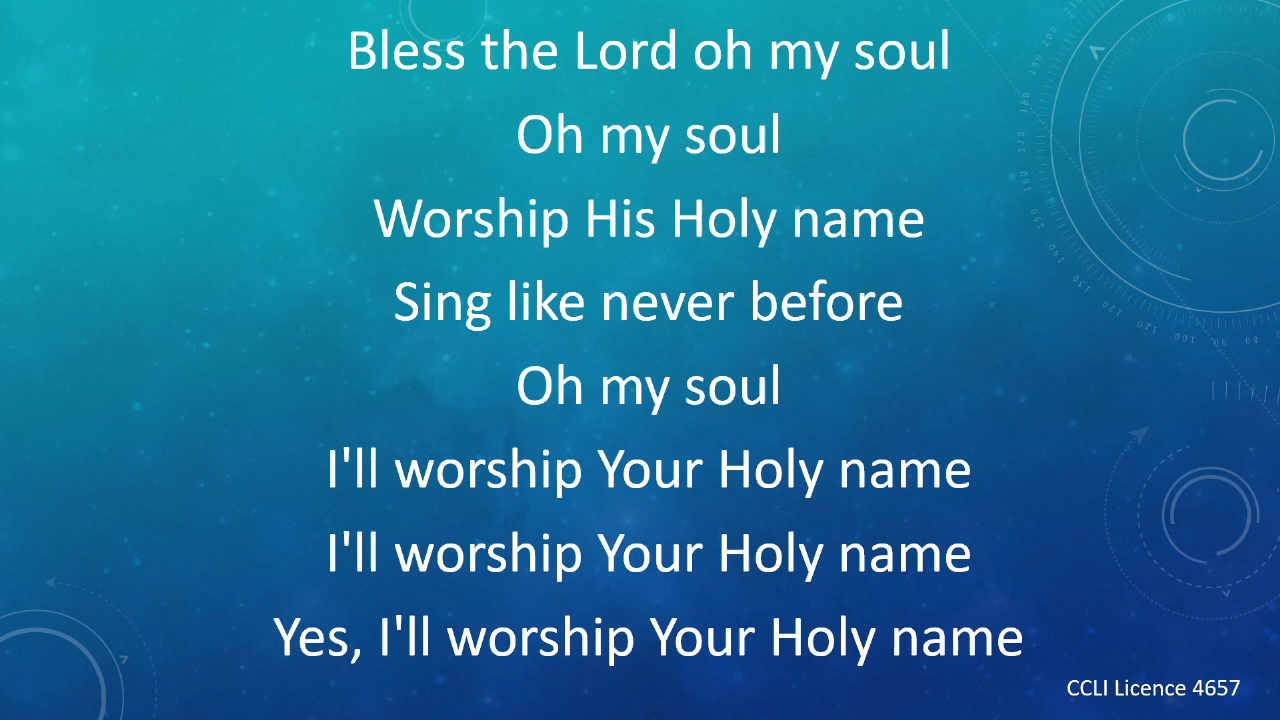 Bless the Lord oh my soul
Oh my soul
Worship His Holy name
Sing like never before
Oh my soul
I'll worship Your Holy name
I'll worship Your Holy name
Yes, I'll worship Your Holy name
CCLI Licence 4657